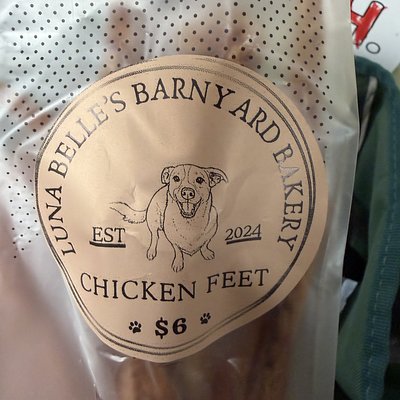 LUNA BELLE'S BARNYARD BAKERY
EST 2024
CHICKEN FEET
$6